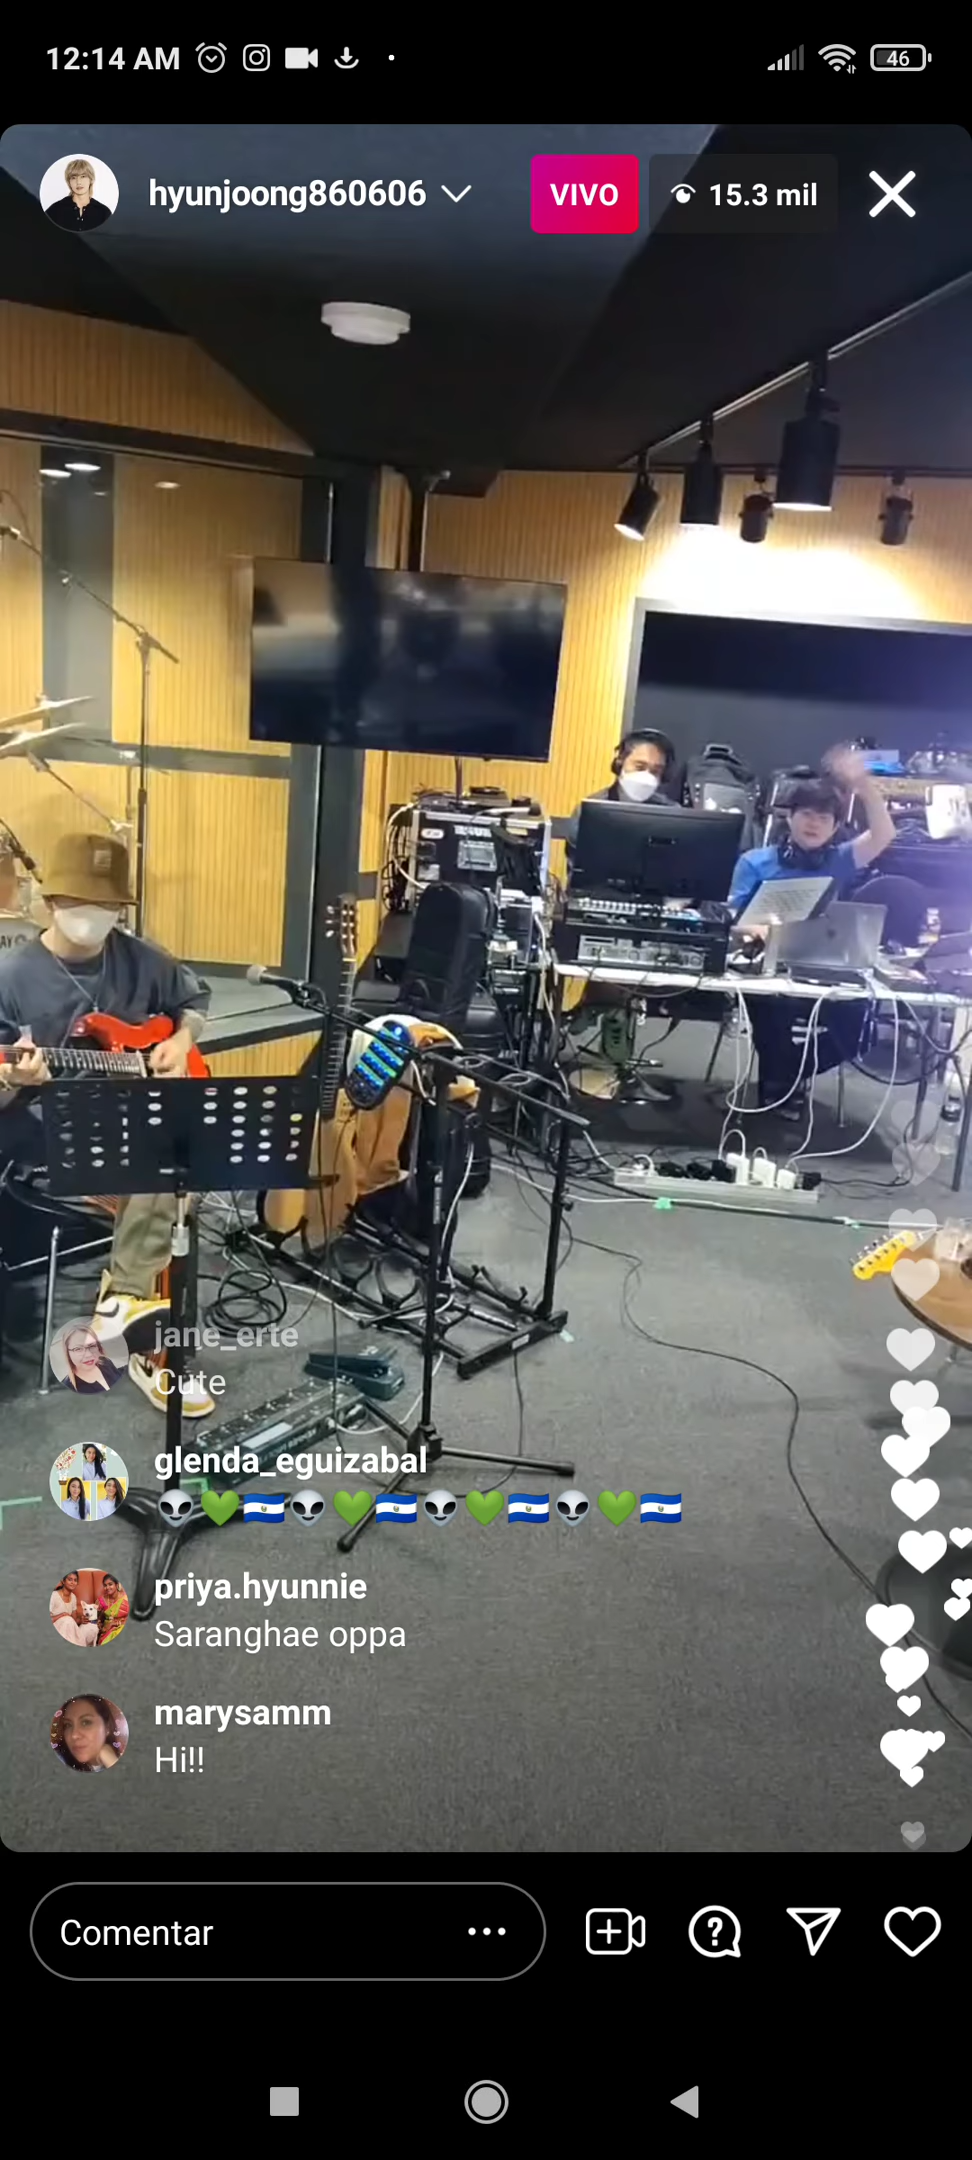 12:14 AM
46
hyunjoong860606
VIVO
15.3 mil
jane_erte
Cute
glenda_eguizabal
👽💚🇸🇻👽💚🇸🇻👽💚🇸🇻👽💚🇸🇻
priya.hyunnie
Saranghae oppa
marysamm
Hi!!
Comentar